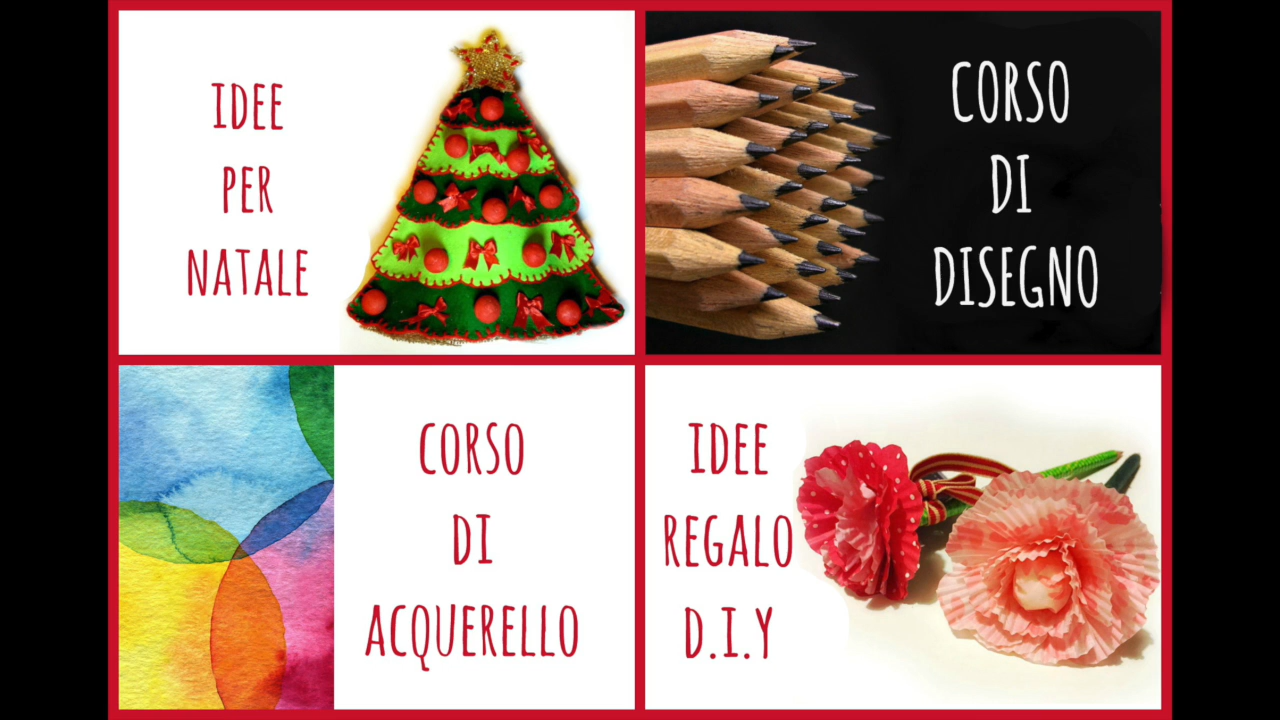 IDEE
PER
NATALE
CORSO
DI
DISEGNO
CORSO
DI
ACQUERELLO
IDEE
REGALO
D.I.Y